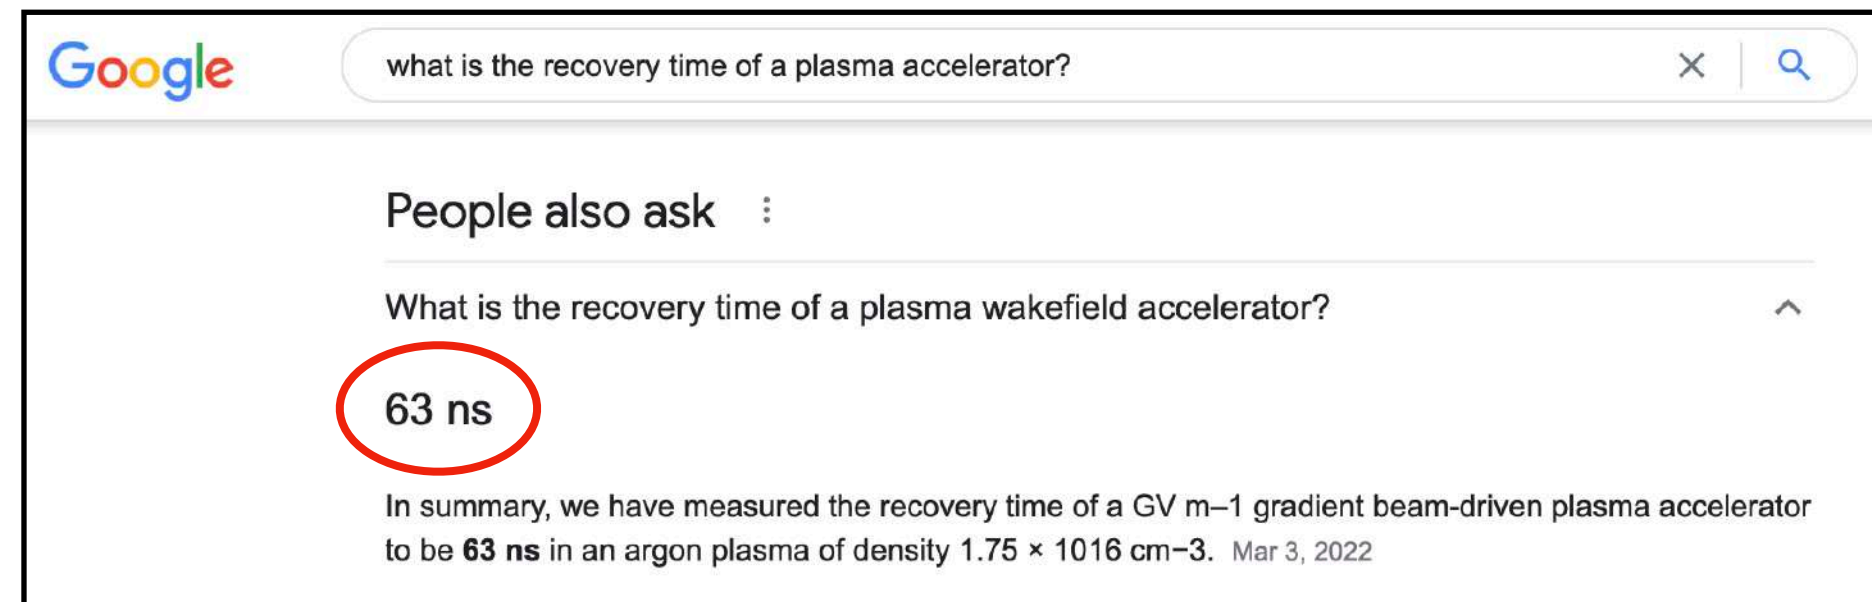 Google
what is the recovery time of a plasma accelerator?
People also ask
What is the recovery time of a plasma wakefield accelerator?
63 ns
In summary, we have measured the recovery time of a GV m–1 gradient beam-driven plasma accelerator
to be 63 ns in an argon plasma of density 1.75 × 1016 cm−3. Mar 3, 2022